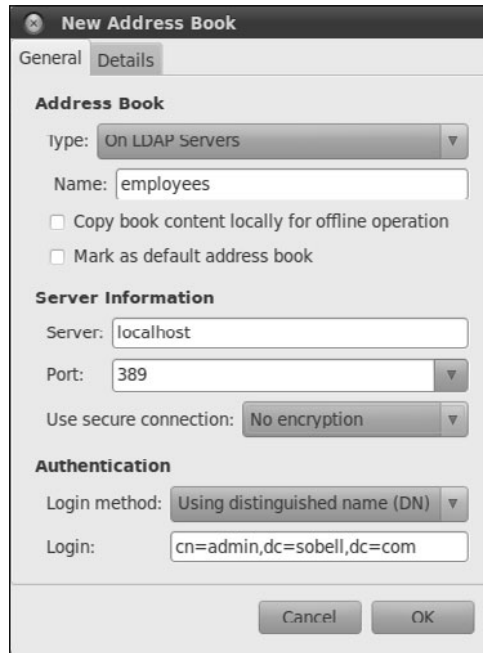 New Address Book
General Details
Address Book
Type: On LDAP Servers
Name: employees
Copy book content locally for offline operation
Mark as default address book
Server Information
Server: localhost
Port: 389
Use secure connection: No encryption
Authentication
Login method: Using distinguished name (DN)
Login: cn=admin,dc=sobell,dc=com
Cancel OK